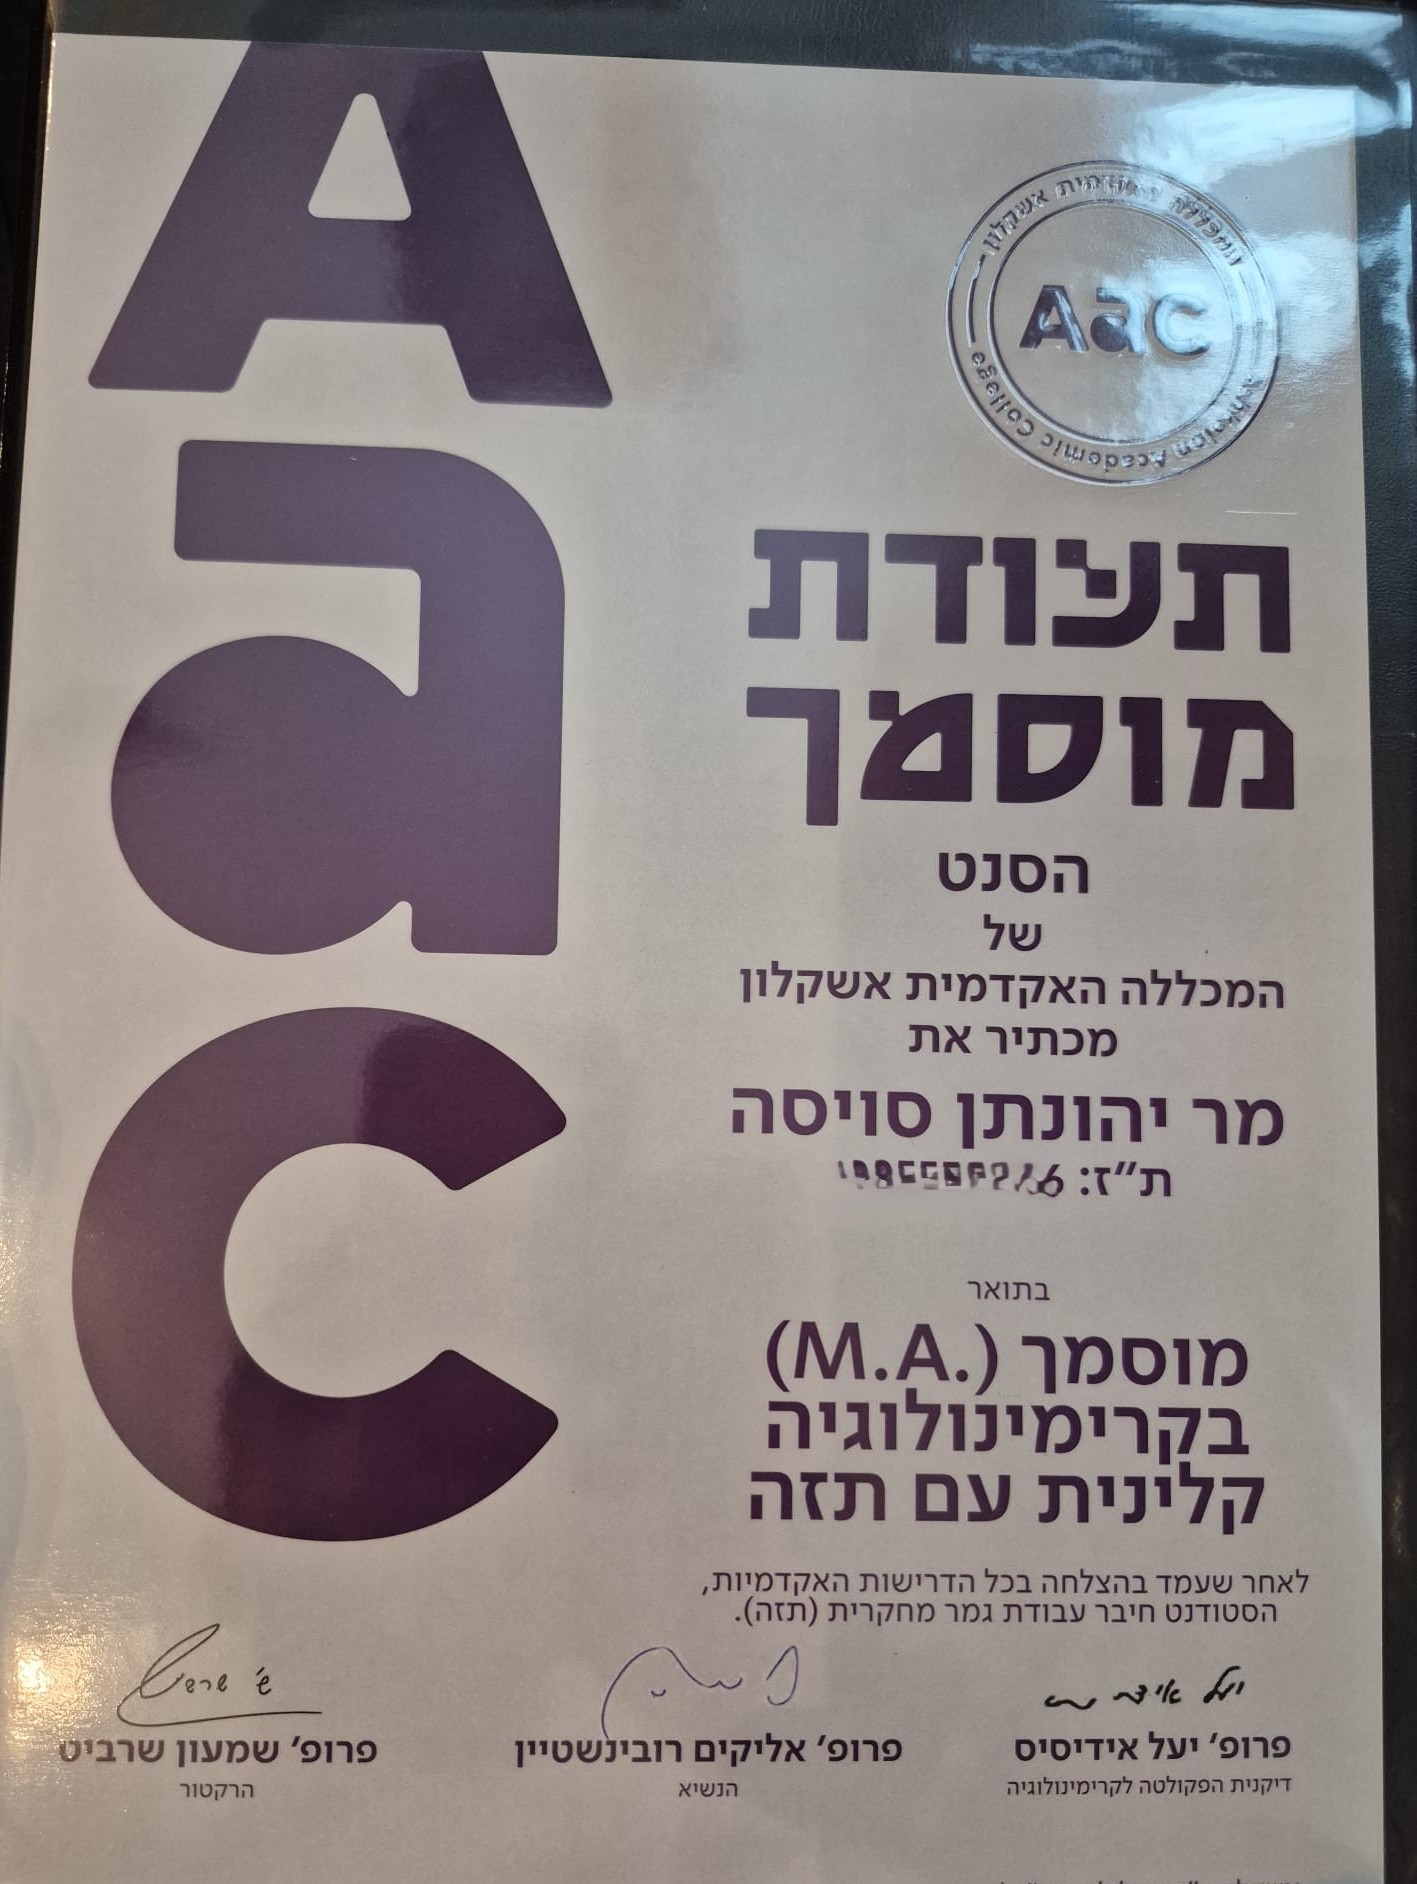 Aac
המכללה האקדמית אשקלון
Aac
Ashkelon Academic College
תעודת
מוסמך
הסנט
של
המכללה האקדמית אשקלון
מכתיר את
מר יהונתן סויסה
ת״ז:
בתואר
מוסמך (M.A.)
בקרימינולוגיה
קלינית עם תזה
לאחר שעמד בהצלחה בכל הדרישות האקדמיות,
הסטודנט חיבר עבודת גמר מחקרית (תזה).
פרופ׳ יעל אידיסיס
דיקנית הפקולטה לקרימינולוגיה
פרופ׳ אליקים רובינשטיין
הנשיא
פרופ׳ שמעון שרביט
הרקטור